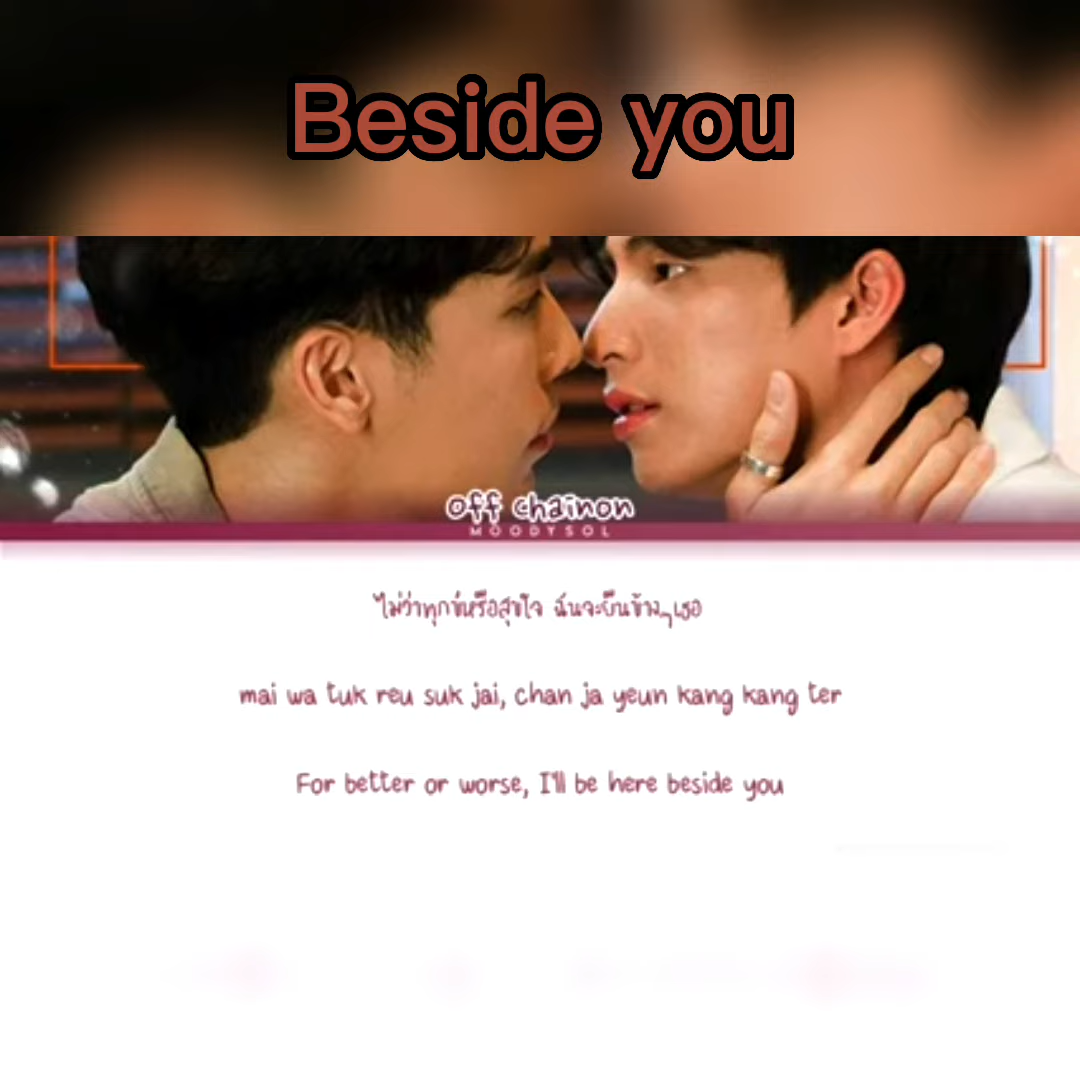 Beside you
off chainon
MOODYSOL
ไม่ว่าทุกข์หรือสุขใจ ฉันจะยืนข้างๆเธอ
mai wa tuk reu suk jai, chan ja yeun kang kang ter
For better or worse, I'll be here beside you